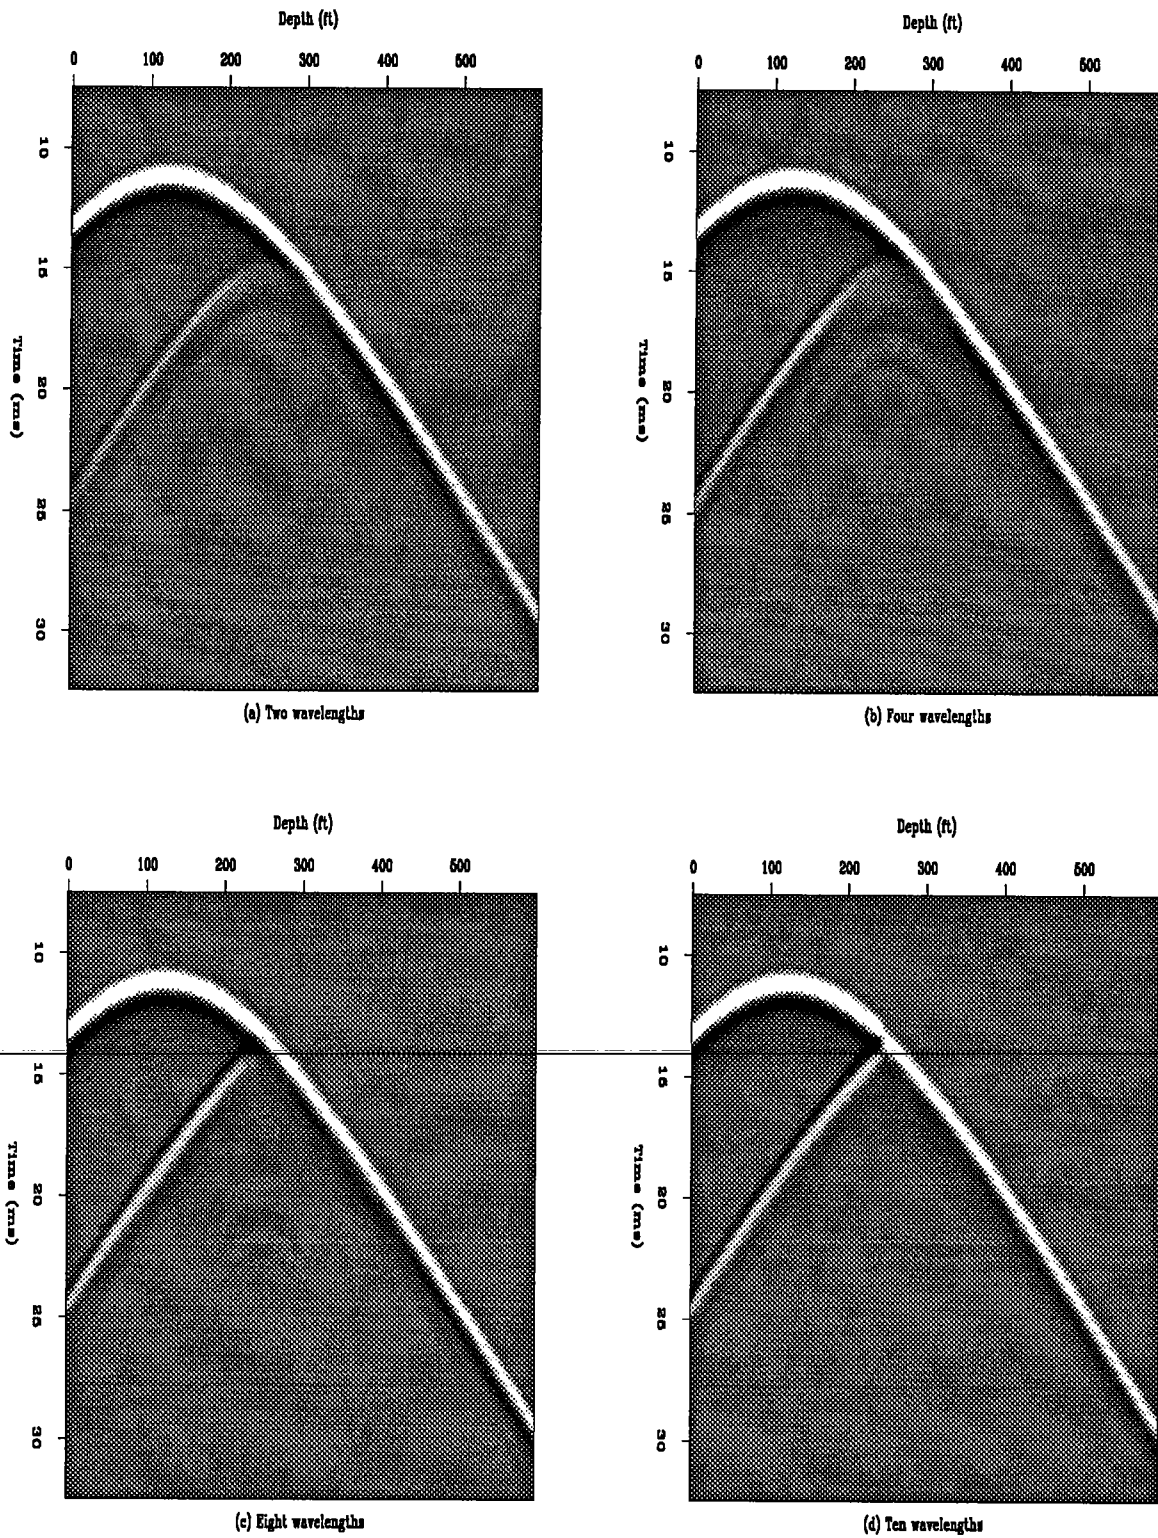 Depth (ft)
0 100 200 300 400 500
10
15
20
25
30
Time (ms)
(a) Two wavelengths
Depth (ft)
0 100 200 300 400 500
10
15
20
25
30
Time (ms)
(b) Four wavelengths
Depth (ft)
0 100 200 300 400 500
10
15
20
25
30
Time (ms)
(c) Eight wavelengths
Depth (ft)
0 100 200 300 400 500
10
15
20
25
30
Time (ms)
(d) Ten wavelengths